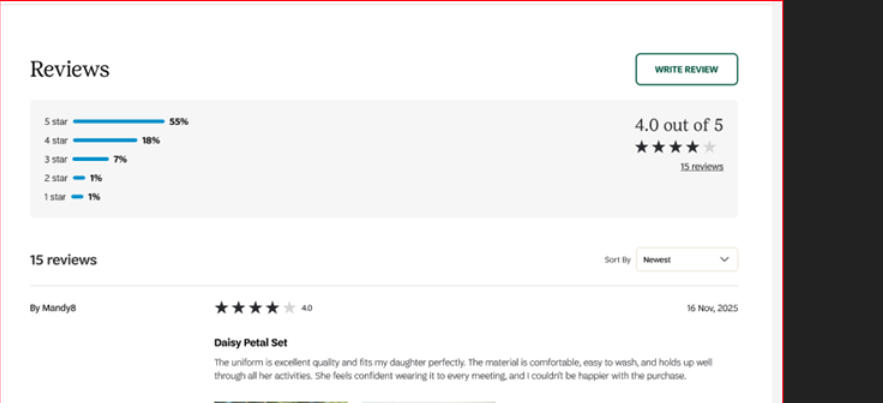 Reviews
WRITE REVIEW
5 star 55%
4 star 18%
3 star 7%
2 star 1%
1 star 1%
4.0 out of 5
15 reviews
15 reviews
Sort By Newest
By Mandy8
4.0
16 Nov, 2025
Daisy Petal Set
The uniform is excellent quality and fits my daughter perfectly. The material is comfortable, easy to wash, and holds up well
through all her activities. She feels confident wearing it to every meeting, and I couldn't be happier with the purchase.